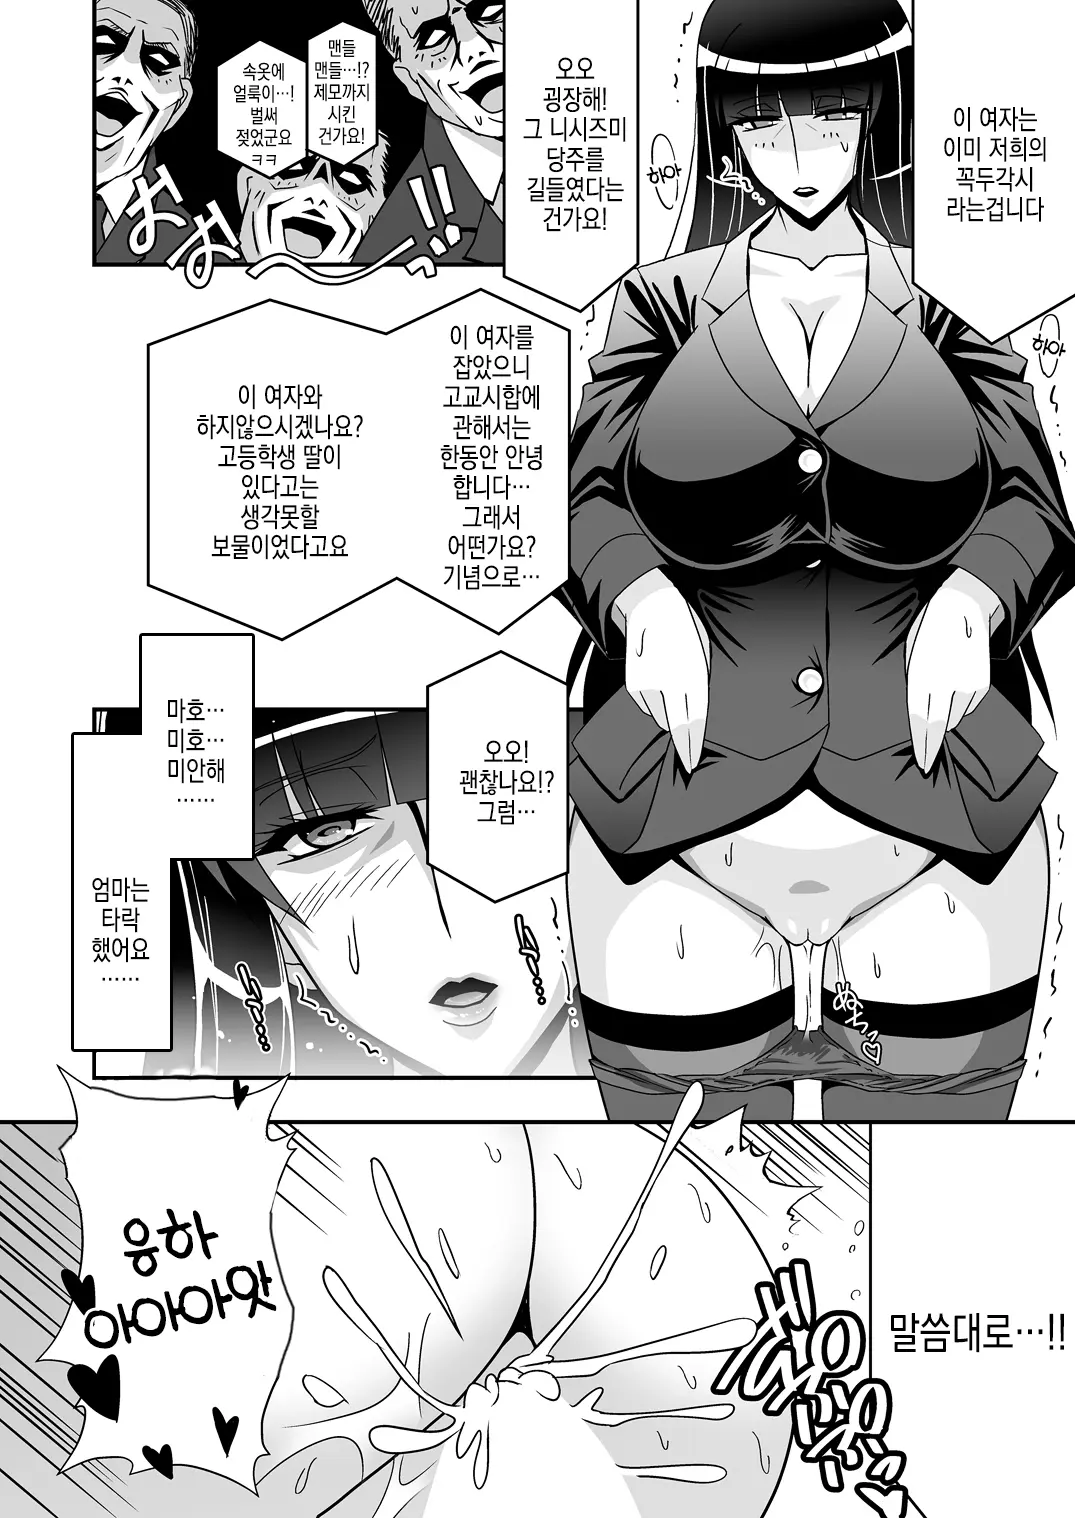 이 여자는
이미 저희의
꼭두각시
라는겁니다
오오
굉장해!
그 니시즈미
당주를
길들였다는
건가요!
맨들
맨들…!?
제모까지
시킨
건가요!
속옷에
얼룩이…!
벌써
젖었군요
ㅋㅋ
おおお〜っ!!
하아
하아
이 여자를
잡았으니
고교시합에
관해서는
한동안 안녕
합니다…
그래서
어떤가요?
기념으로…
이 여자와
하지않으시겠나요?
고등학생 딸이
있다고는
생각못할
보물이었다고요
오오!
괜찮나요!?
그럼…
마호…
미호…
미안해
……
엄마는
타락
했어요
……
말씀대로…!!
응하
아아아앗